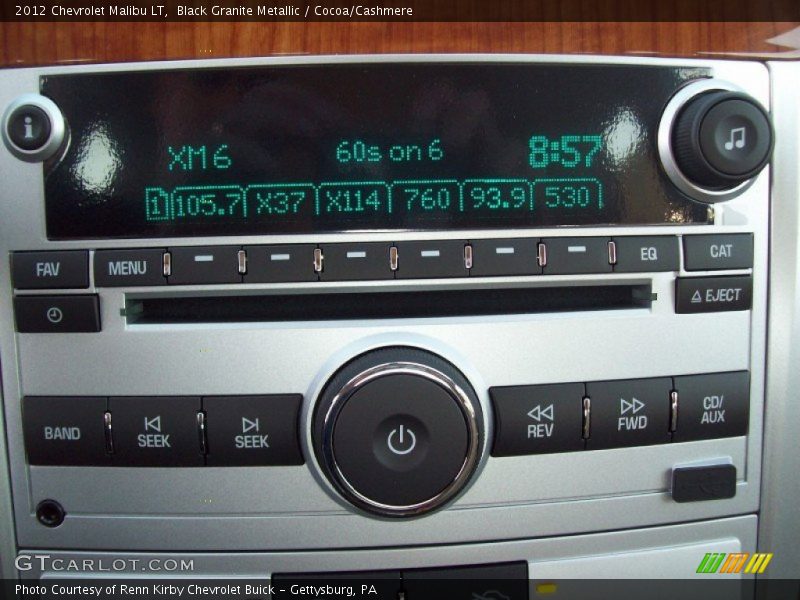 2012 Chevrolet Malibu LT,  Black Granite Metallic / Cocoa/Cashmere
i
XM 6 60s on 6 8:57
1 105.7 X37 X114 760 93.9 530
FAV MENU EQ CAT
EJECT
BAND SEEK SEEK REV FWD CD/
AUX
GTCARLOT.COM
Photo Courtesy of Renn Kirby Chevrolet Buick - Gettysburg, PA